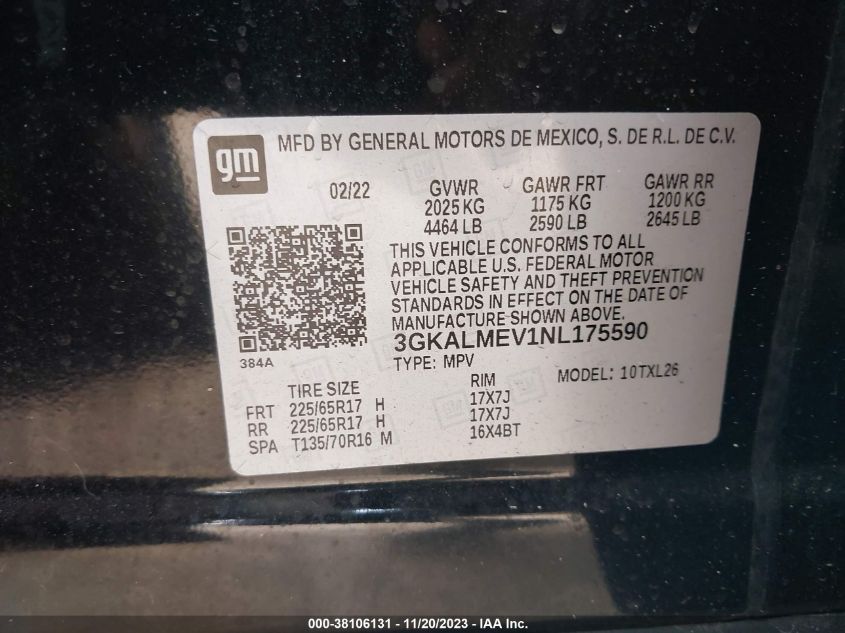 gm
MFD BY GENERAL MOTORS DE MEXICO, S. DE R.L. DE C.V.
02/22 GVWR GAWR FRT GAWR RR
2025 KG 1175 KG 1200 KG
4464 LB 2590 LB 2645 LB
THIS VEHICLE CONFORMS TO ALL
APPLICABLE U.S. FEDERAL MOTOR
VEHICLE SAFETY AND THEFT PREVENTION
STANDARDS IN EFFECT ON THE DATE OF
MANUFACTURE SHOWN ABOVE.
384A
3GKALMEV1NL175590
TYPE: MPV MODEL: 10TXL26
TIRE SIZE RIM
FRT 225/65R17 H 17X7J
RR 225/65R17 H 17X7J
SPA T135/70R16 M 16X4BT
000-38106131 - 11/20/2023 - IAA Inc.